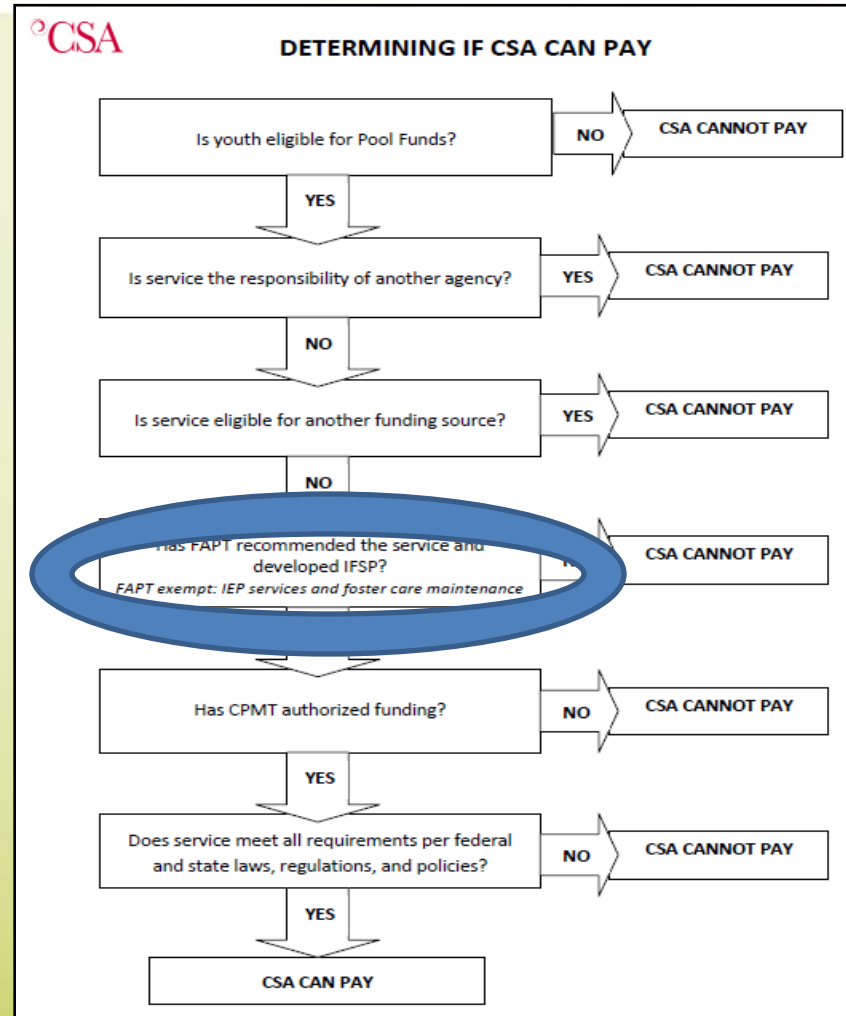 CSA
DETERMINING IF CSA CAN PAY
Is youth eligible for Pool Funds?
NO
CSA CANNOT PAY
YES
Is service the responsibility of another agency?
YES
CSA CANNOT PAY
NO
Is service eligible for another funding source?
YES
CSA CANNOT PAY
NO
Has FAPT recommended the service and
developed IFSP?
FAPT exempt: IEP services and foster care maintenance
CSA CANNOT PAY
Has CPMT authorized funding?
NO
CSA CANNOT PAY
YES
Does service meet all requirements per federal
and state laws, regulations, and policies?
NO
CSA CANNOT PAY
YES
CSA CAN PAY